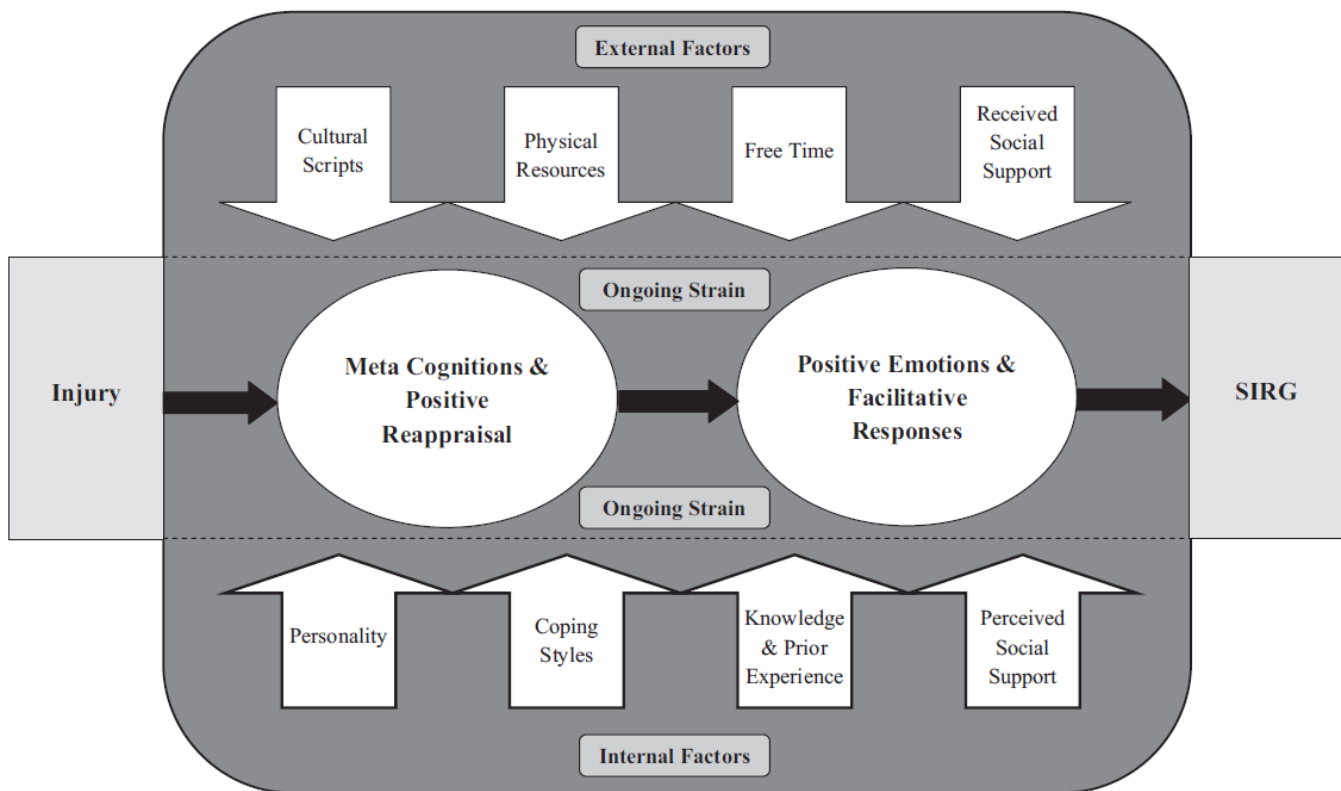 External Factors
Cultural
Scripts
Physical
Resources
Free Time
Received
Social
Support
Ongoing Strain
Injury
Meta Cognitions &
Positive
Reappraisal
Positive Emotions &
Facilitative
Responses
SIRG
Ongoing Strain
Personality
Coping
Styles
Knowledge
& Prior
Experience
Perceived
Social
Support
Internal Factors